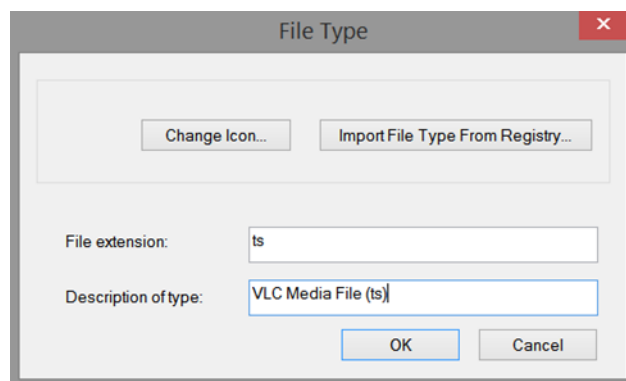 File Type
Change Icon...
Import File Type From Registry...
File extension:
ts
Description of type:
VLC Media File (ts)
OK
Cancel